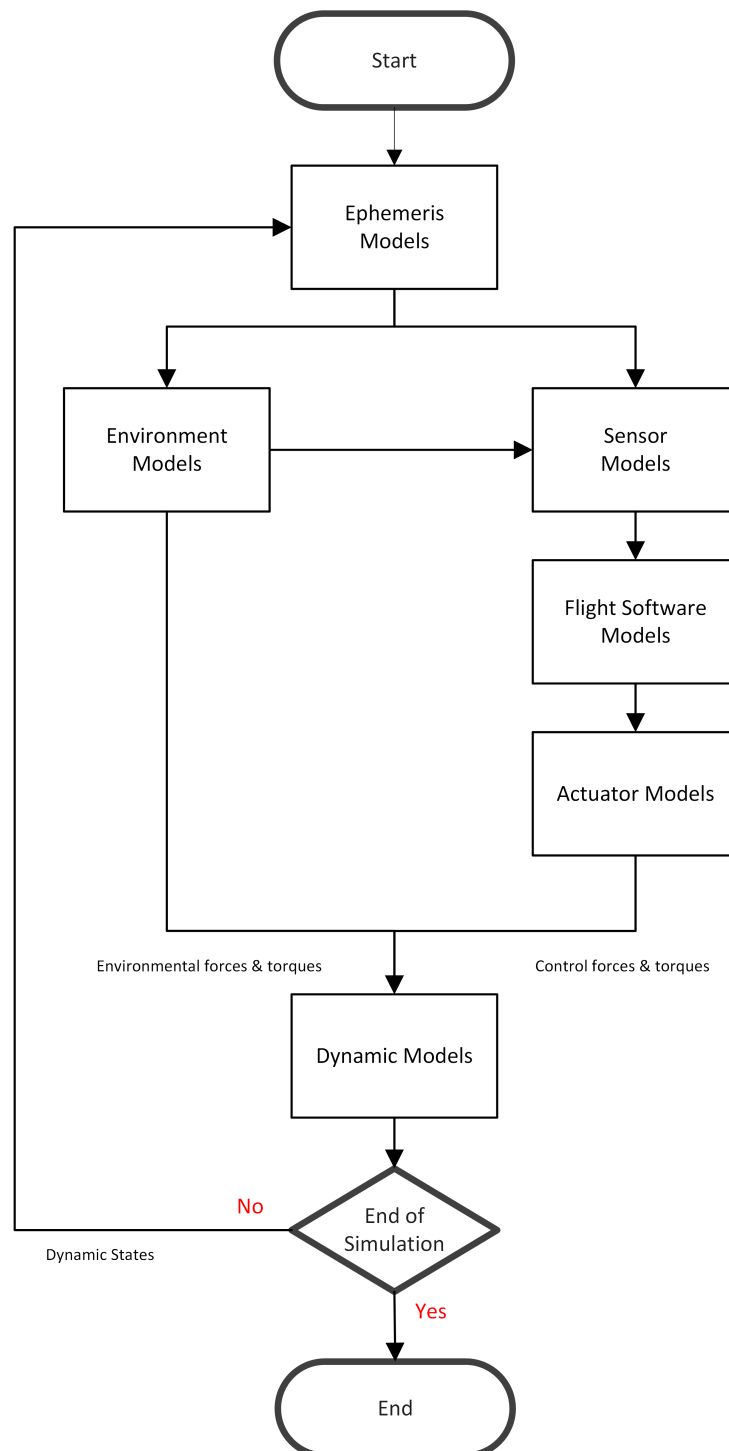 Start
Ephemeris
Models
Environment
Models
Sensor
Models
Flight Software
Models
Actuator Models
Environmental forces & torques
Control forces & torques
Dynamic Models
No
End of
Simulation
Dynamic States
Yes
End